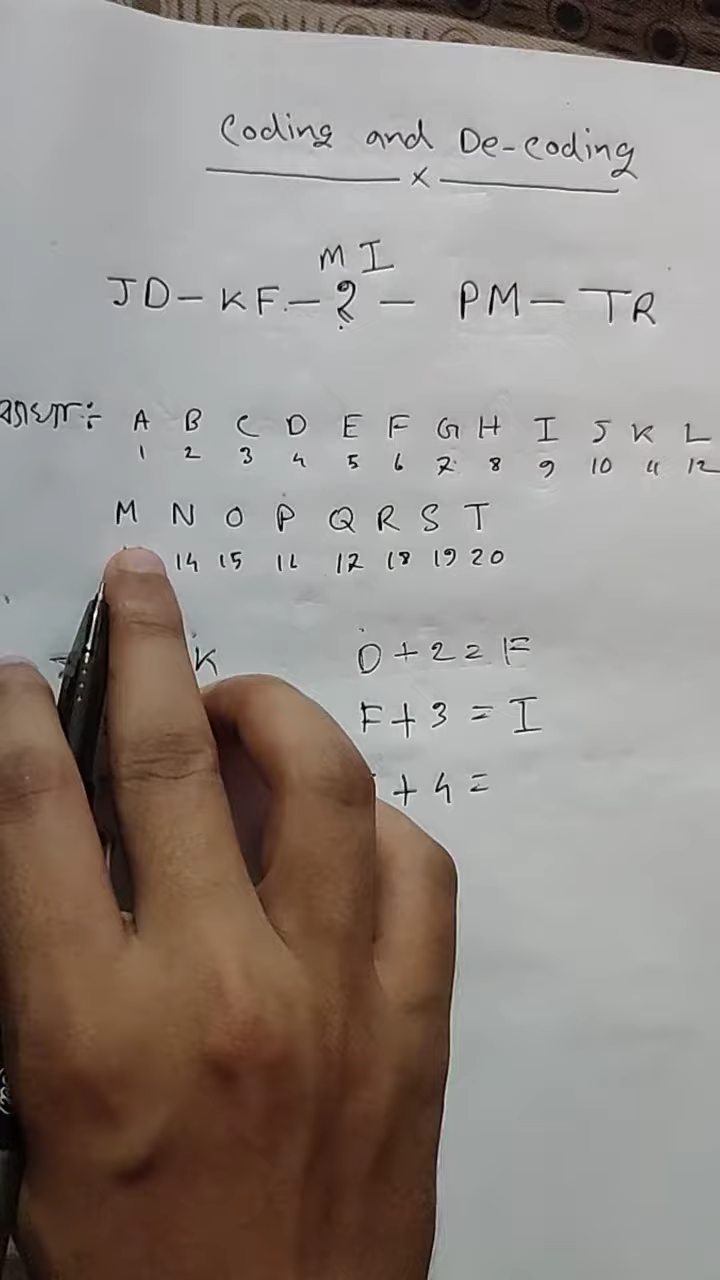 Coding and De-coding
x
M I
JD - KF - ? - PM - TR
A B C D E F G H I J K L
1 2 3 4 5 6 7 8 9 10 11 12
M N O P Q R S T
14 15 16 17 18 19 20
K D + 2 = F
F + 3 = I
+ 4 =